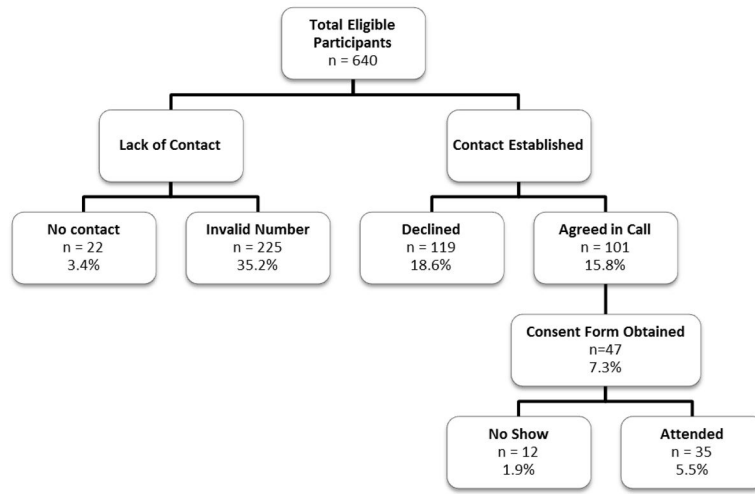 Total Eligible
Participants
n = 640
Lack of Contact
Contact Established
No contact
n = 22
3.4%
Invalid Number
n = 225
35.2%
Declined
n = 119
18.6%
Agreed in Call
n = 101
15.8%
Consent Form Obtained
n=47
7.3%
No Show
n = 12
1.9%
Attended
n = 35
5.5%